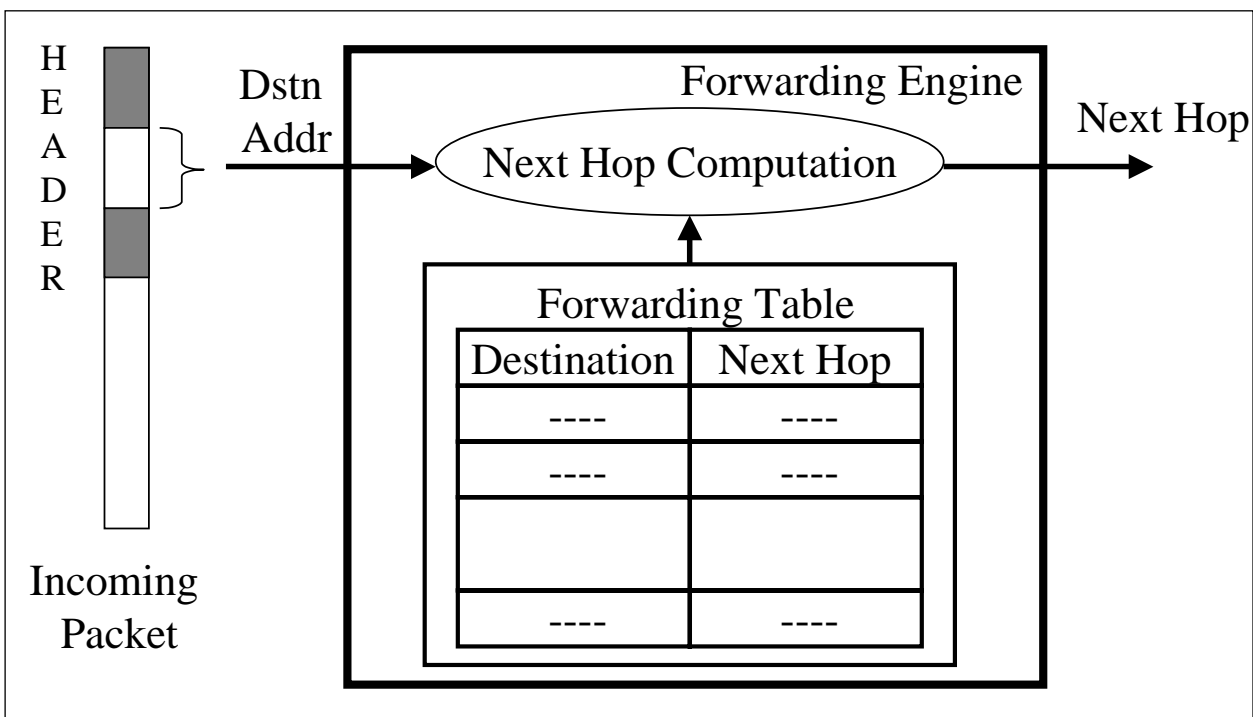 H
E
A
D
E
R
Dstn
Addr
Forwarding Engine
Next Hop Computation
Next Hop
Forwarding Table
Destination Next Hop
---- ----
---- ----
---- ----
Incoming
Packet